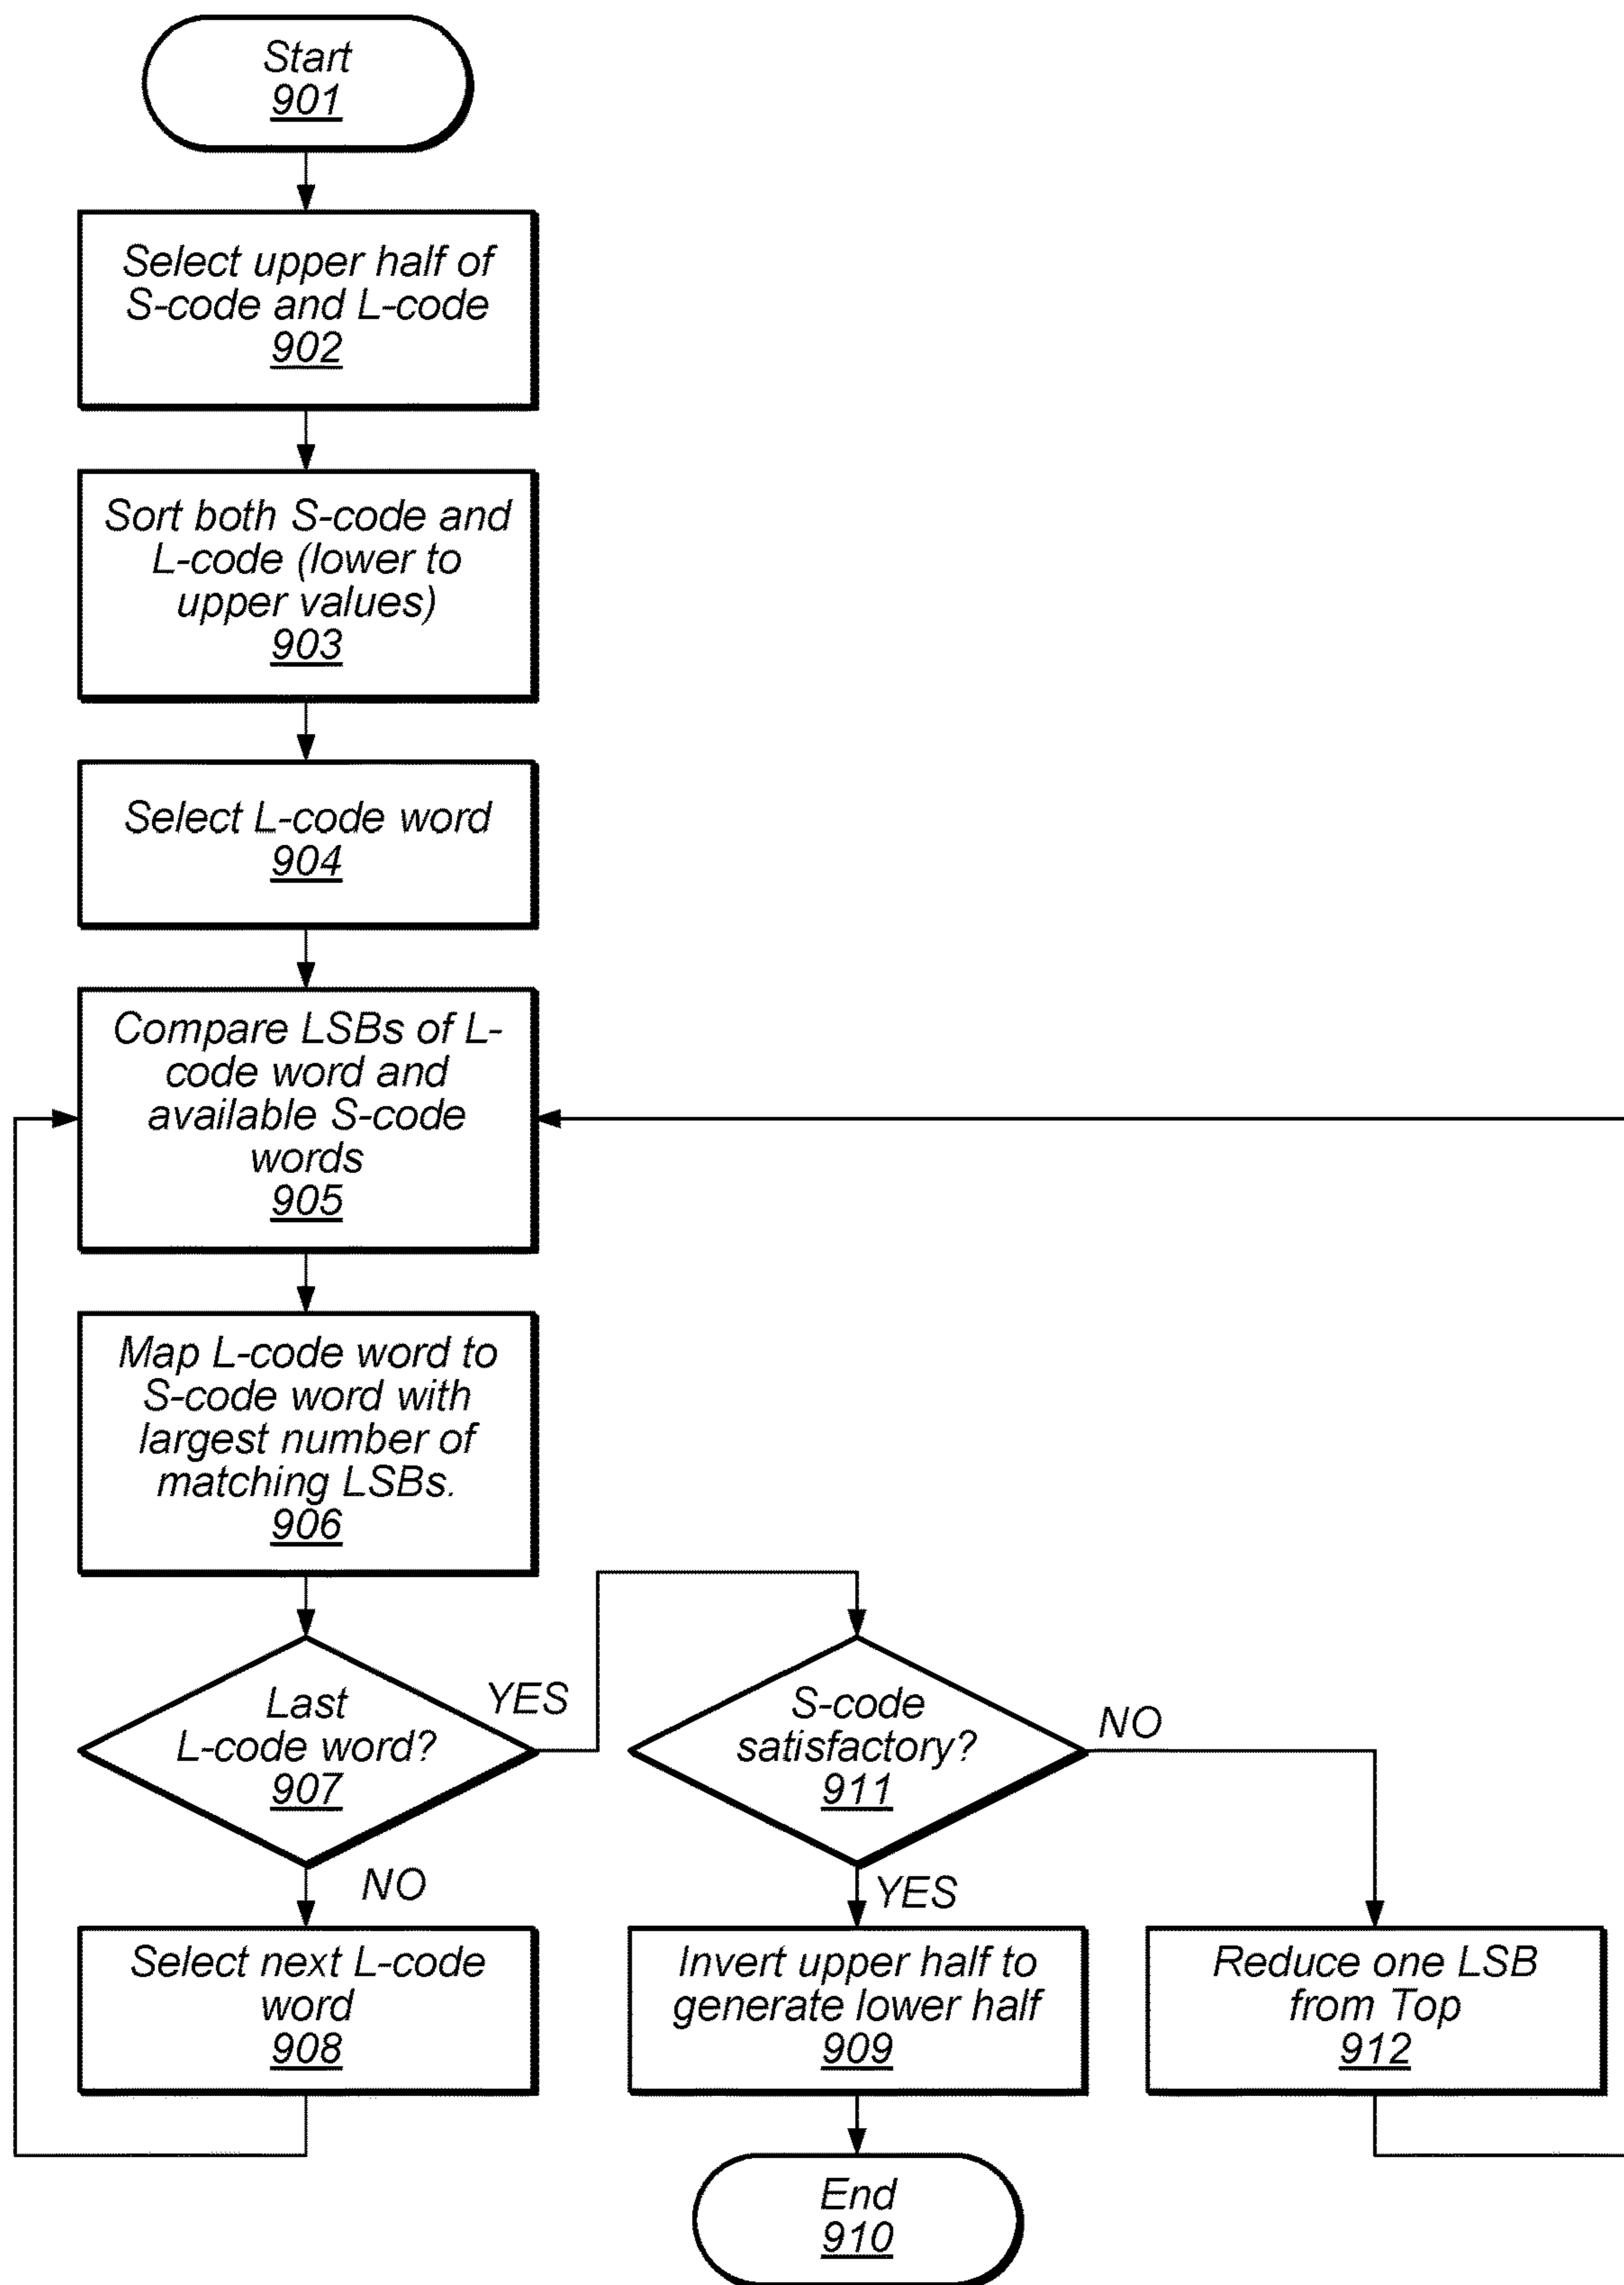 Start
901
Select upper half of
S-code and L-code
902
Sort both S-code and
L-code (lower to
upper values)
903
Select L-code word
904
Compare LSBs of L-
code word and
available S-code
words
905
Map L-code word to
S-code word with
largest number of
matching LSBs.
906
Last
L-code word?
907
YES
NO
S-code
satisfactory?
911
NO
YES
Select next L-code
word
908
Invert upper half to
generate lower half
909
Reduce one LSB
from Top
912
End
910